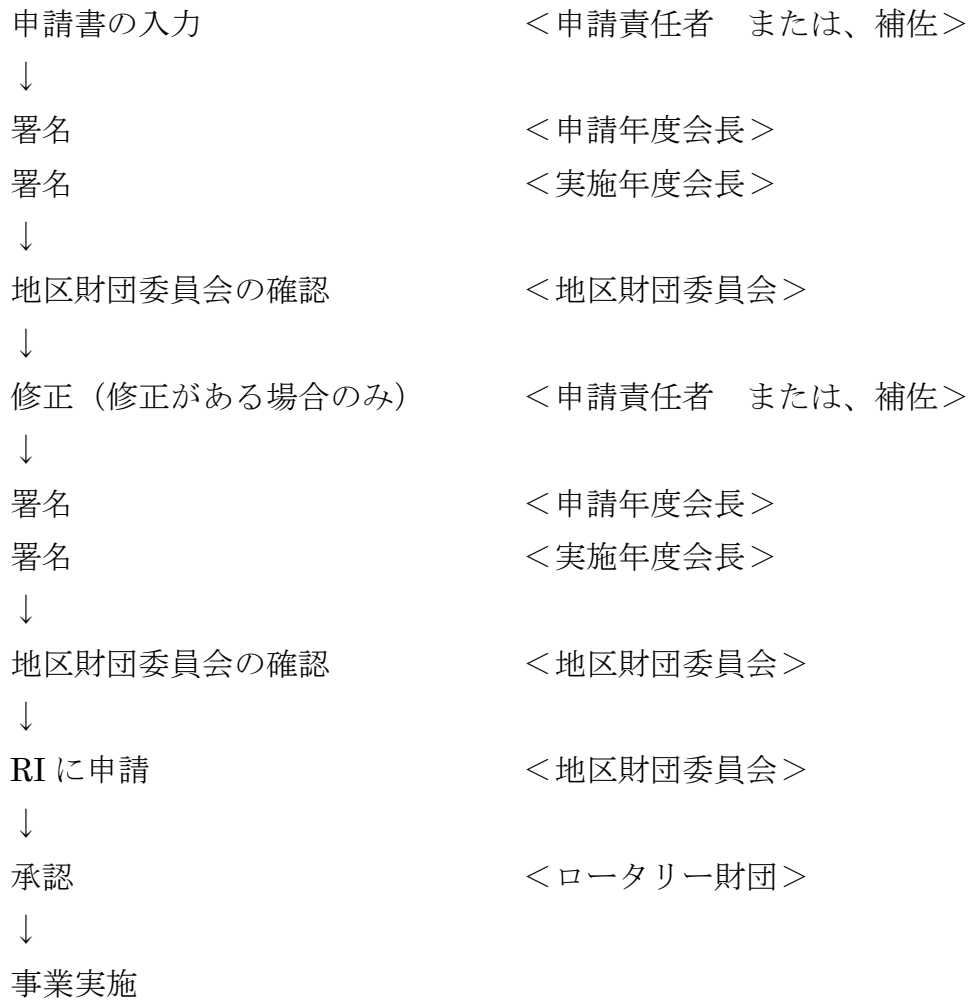 申請書の入力　＜申請責任者　または、補佐＞
↓
署名　＜申請年度会長＞
署名　＜実施年度会長＞
↓
地区財団委員会の確認　＜地区財団委員会＞
↓
修正（修正がある場合のみ）　＜申請責任者　または、補佐＞
↓
署名　＜申請年度会長＞
署名　＜実施年度会長＞
↓
地区財団委員会の確認　＜地区財団委員会＞
↓
RI に申請　＜地区財団委員会＞
↓
承認　＜ロータリー財団＞
↓
事業実施